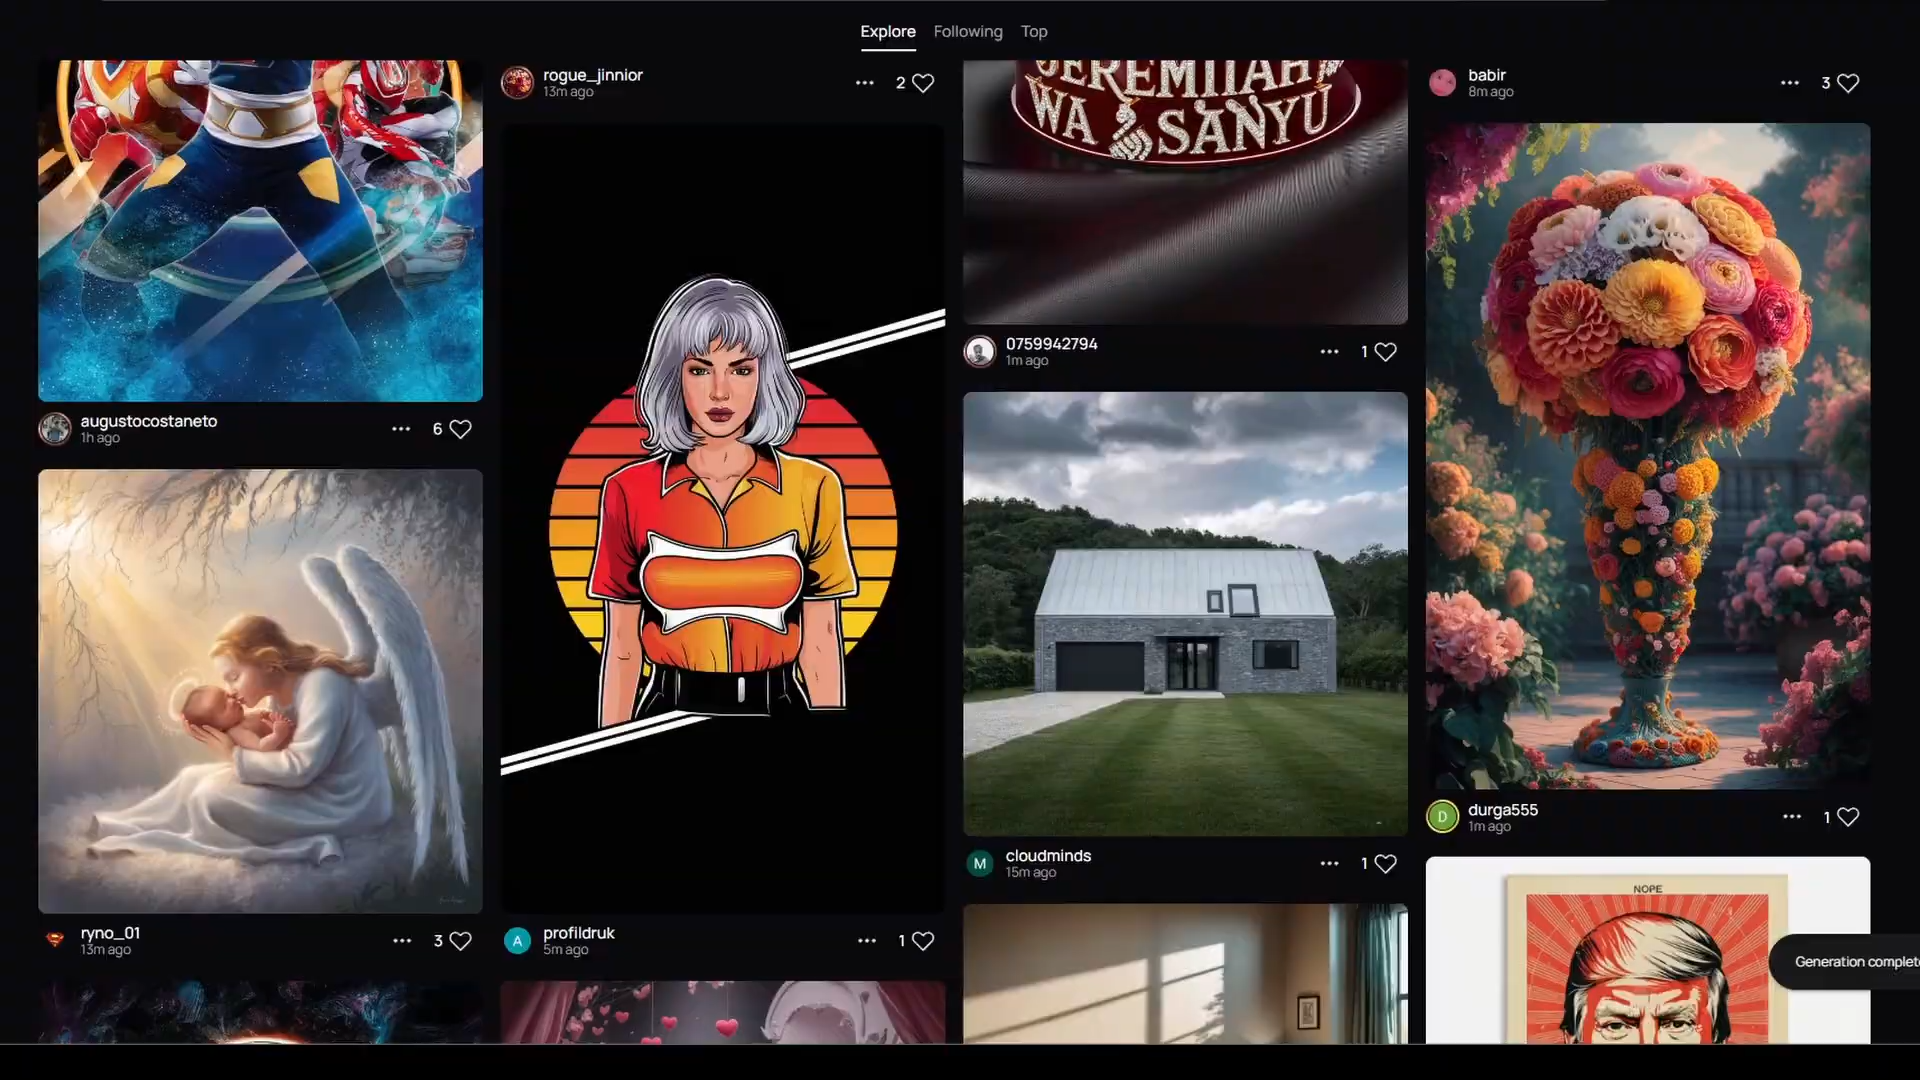 Explore Following Top
augustocostaneto
1h ago
6
ryno_01
13m ago
3
rogue_jinnior
13m ago
2
A
profildruk
5m ago
1
JEREMIIAH
WA SANYU
0759942794
1m ago
1
M
cloudminds
15m ago
1
babir
8m ago
3
D
durga555
1m ago
1
NOPE
Generation complet